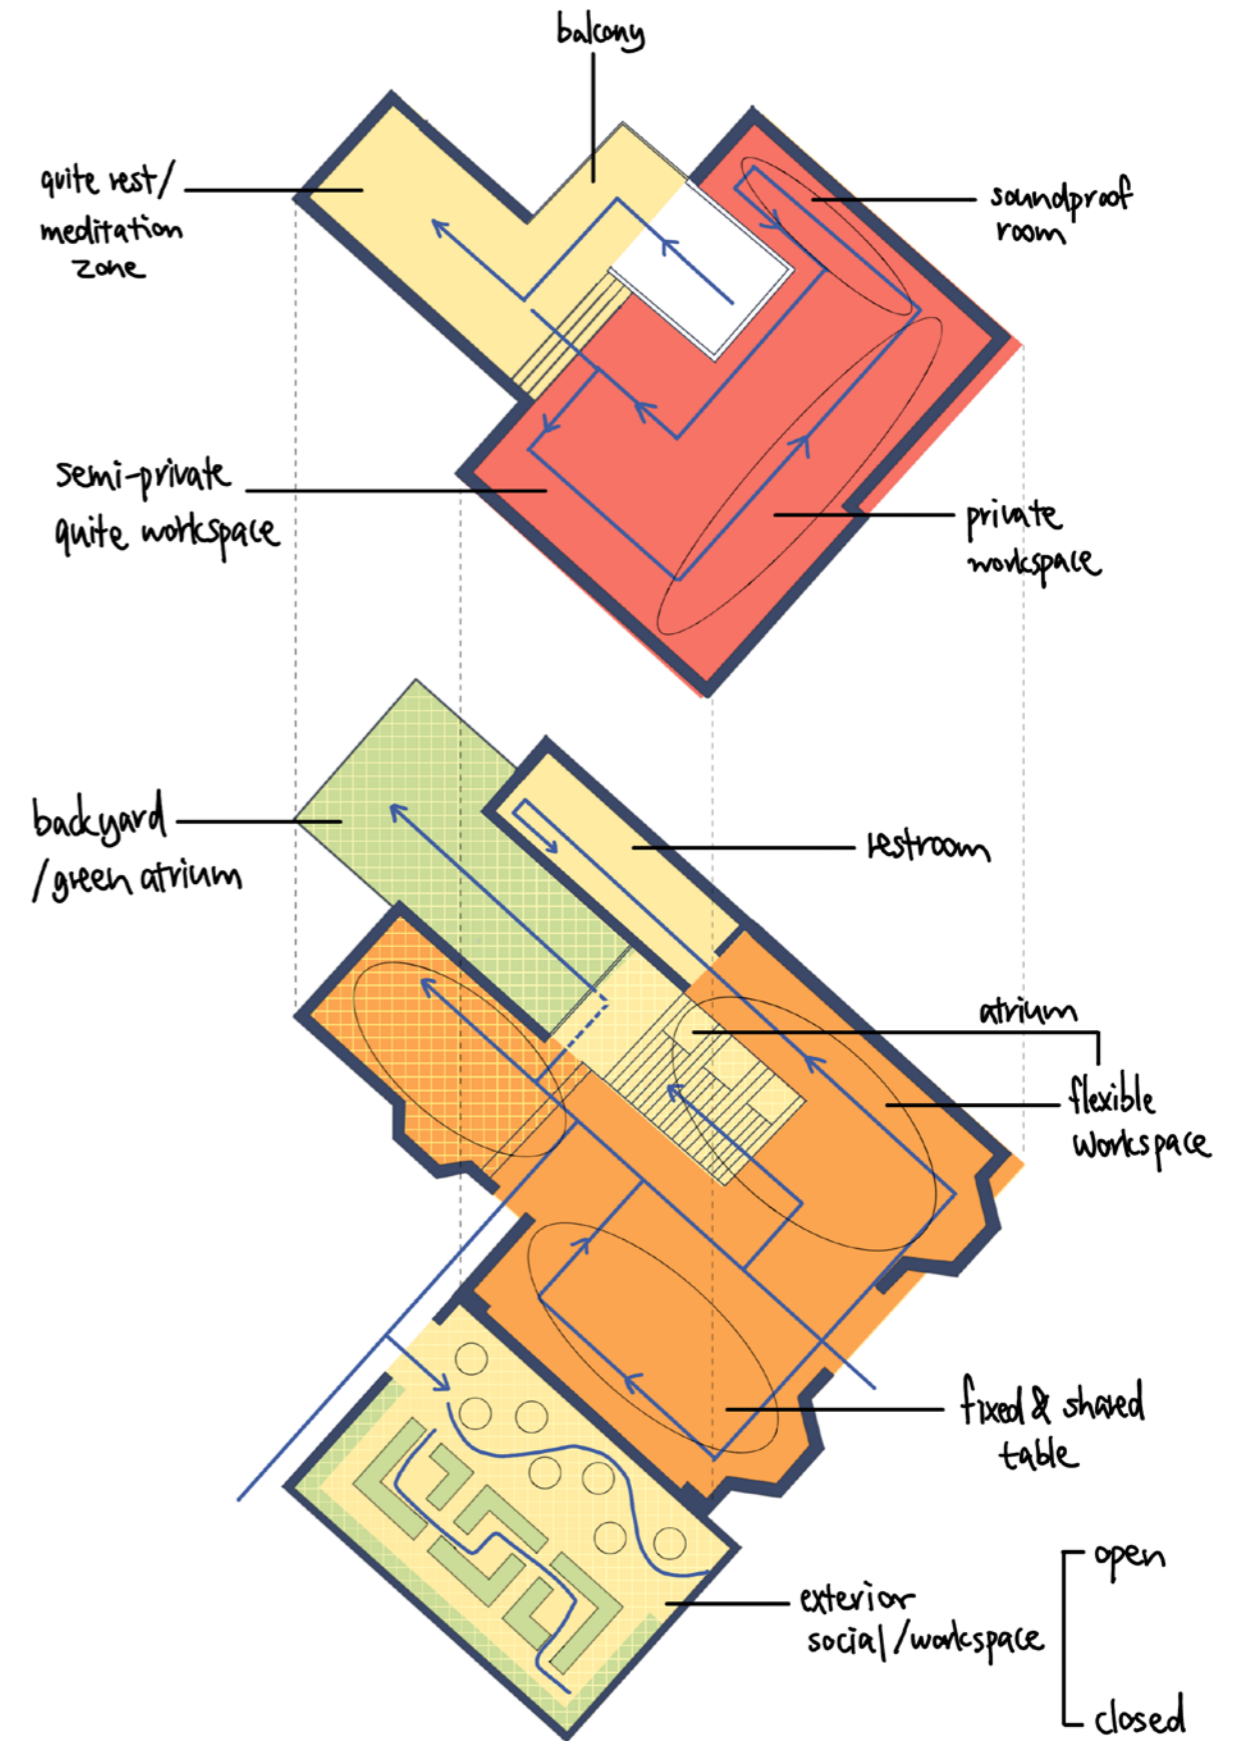 balcony
quite rest/
meditation
zone
soundproof
room
semi-private
quite workspace
private
workspace
backyard
/green atrium
restroom
atrium
flexible
workspace
fixed & shared
table
exterior
social/workspace
open
closed